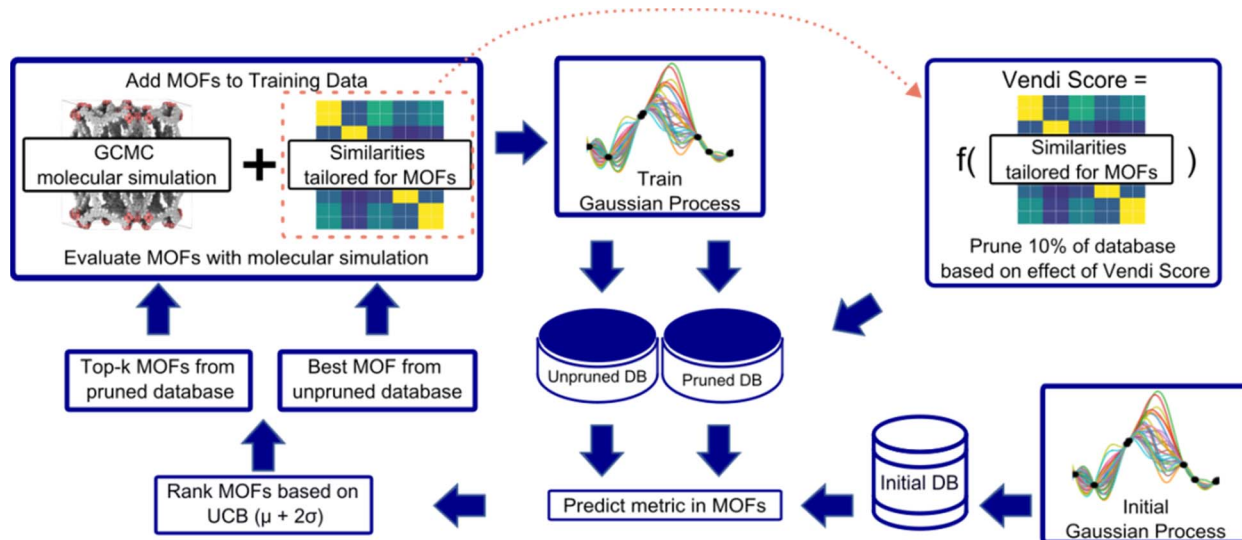 Add MOFs to Training Data
GCMC
molecular simulation
+
Similarities
tailored for MOFs
Evaluate MOFs with molecular simulation
Train
Gaussian Process
Vendi Score =
f(
Similarities
tailored for MOFs
)
Prune 10% of database
based on effect of Vendi Score
Top-k MOFs from
pruned database
Best MOF from
unpruned database
Unpruned DB
Pruned DB
Rank MOFs based on
UCB (μ + 2σ)
Predict metric in MOFs
Initial DB
Initial
Gaussian Process